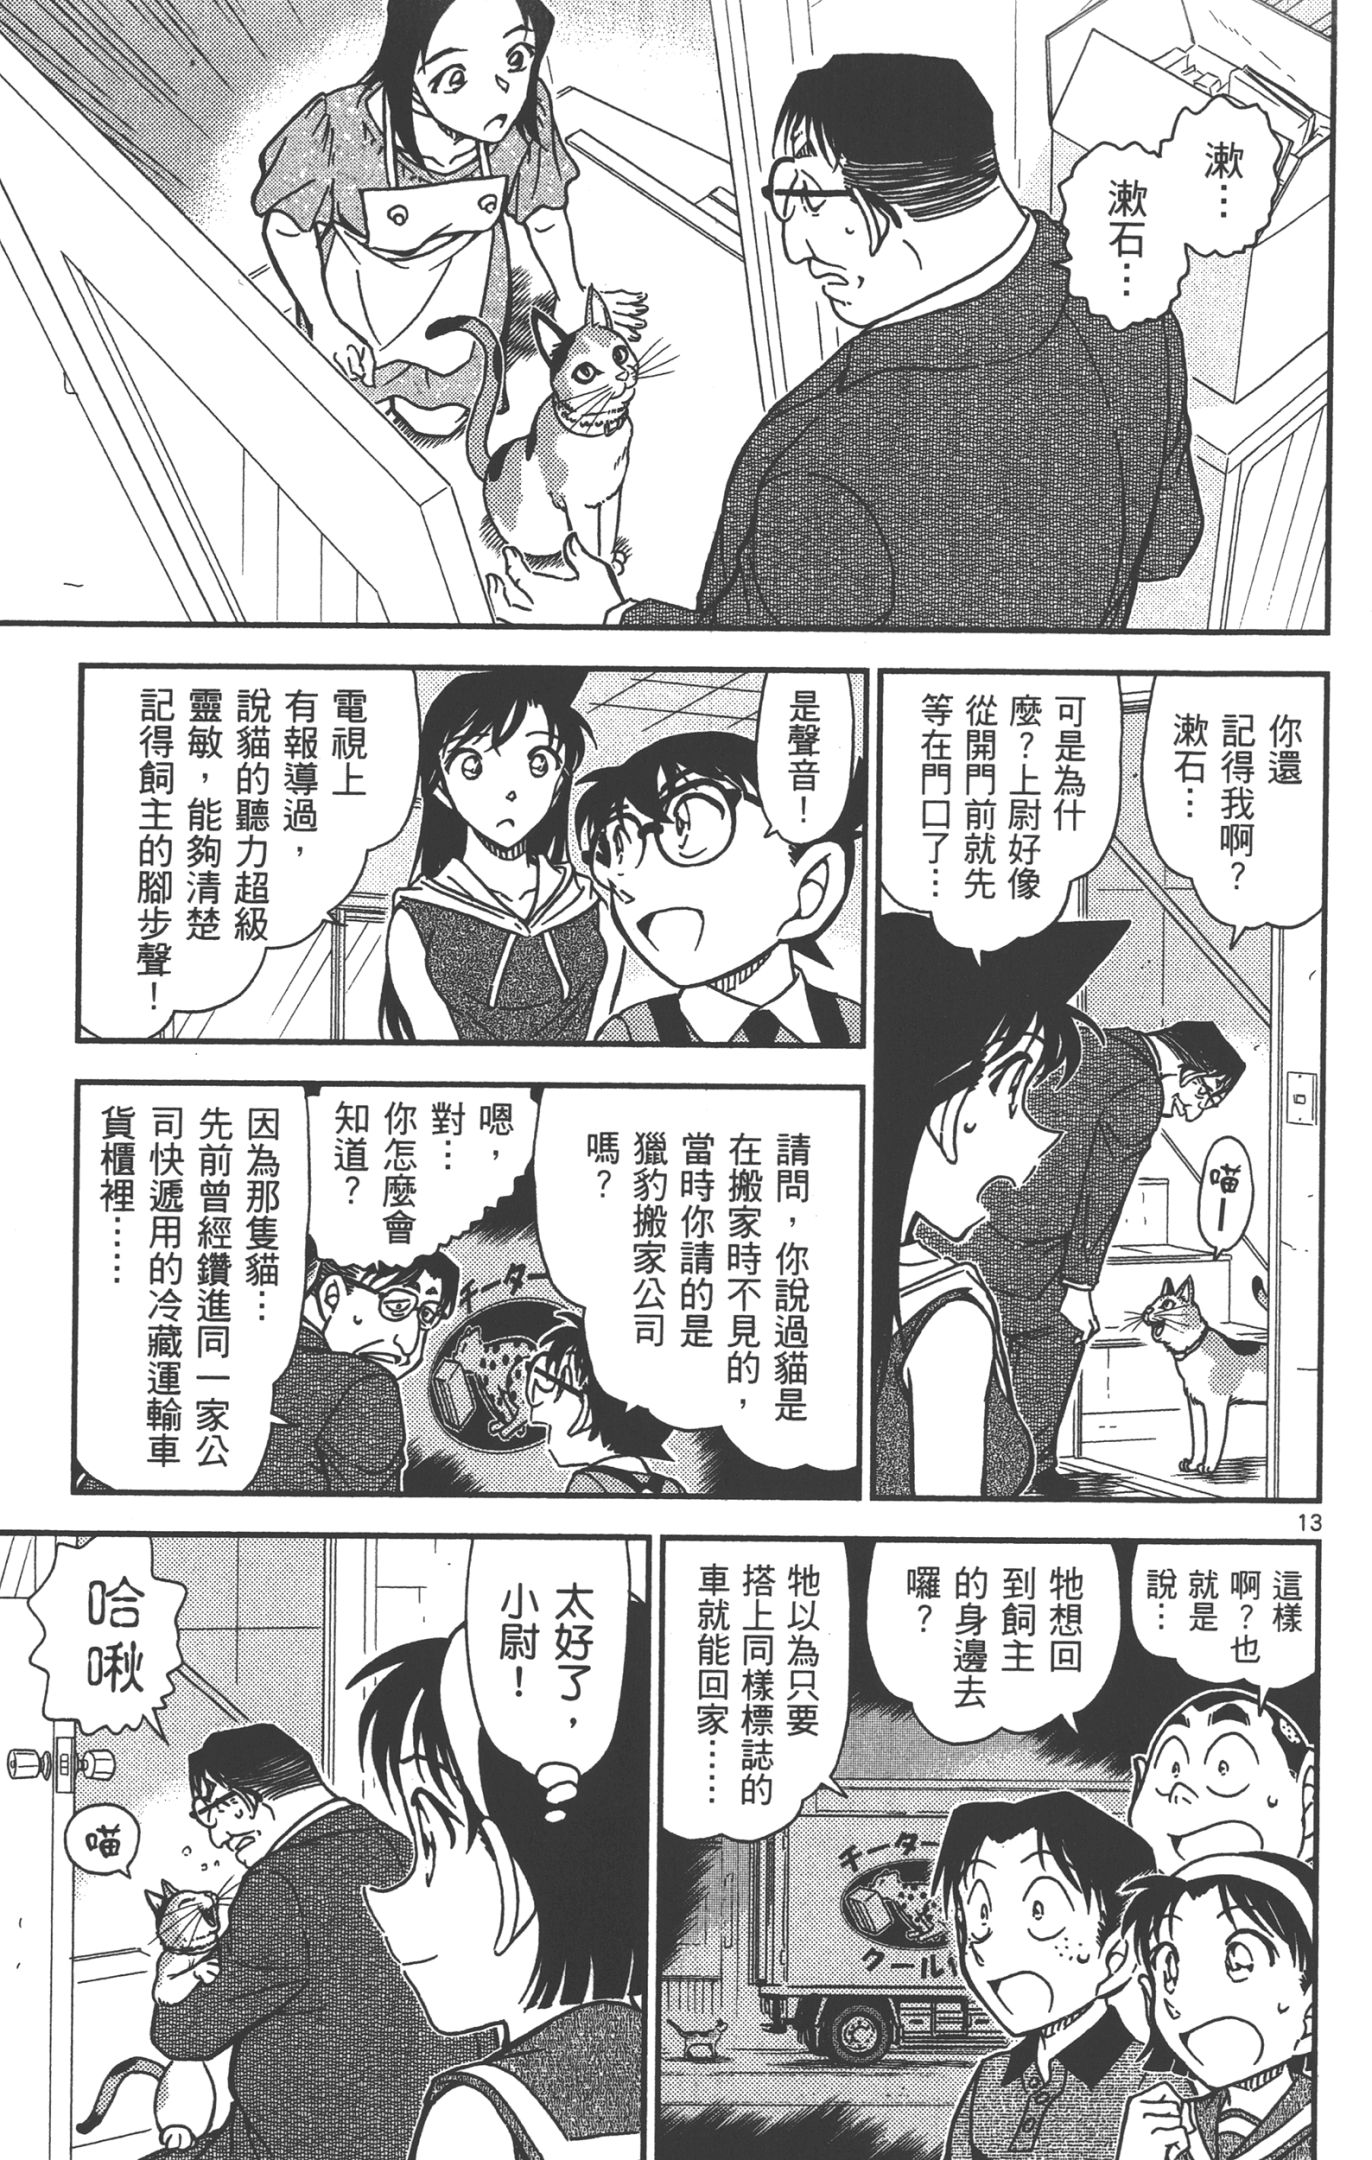 漱…
漱石…
你還
記得我啊？
漱石…
可是為什
麼？上尉好像
從開門前就先
等在門口了…
喵—
是聲音！
電視上
有報導過，
說貓的聽力超級
靈敏，能夠清楚
記得飼主的腳步聲！
請問，你說過貓是
在搬家時不見的，
當時你請的是
獵豹搬家公司
嗎？
嗯，
對…
你怎麼會
知道？
チーター
因為那隻貓…
先前曾經鑽進同一家公
司快遞用的冷藏運輸車
貨櫃裡……
13
這樣
啊？也
就是
說…
牠想回
到飼主
的身邊去
囉？
牠以為只要
搭上同樣標誌的
車就能回家……
チーター
クール
太好了，
小尉！
哈
啾
喵